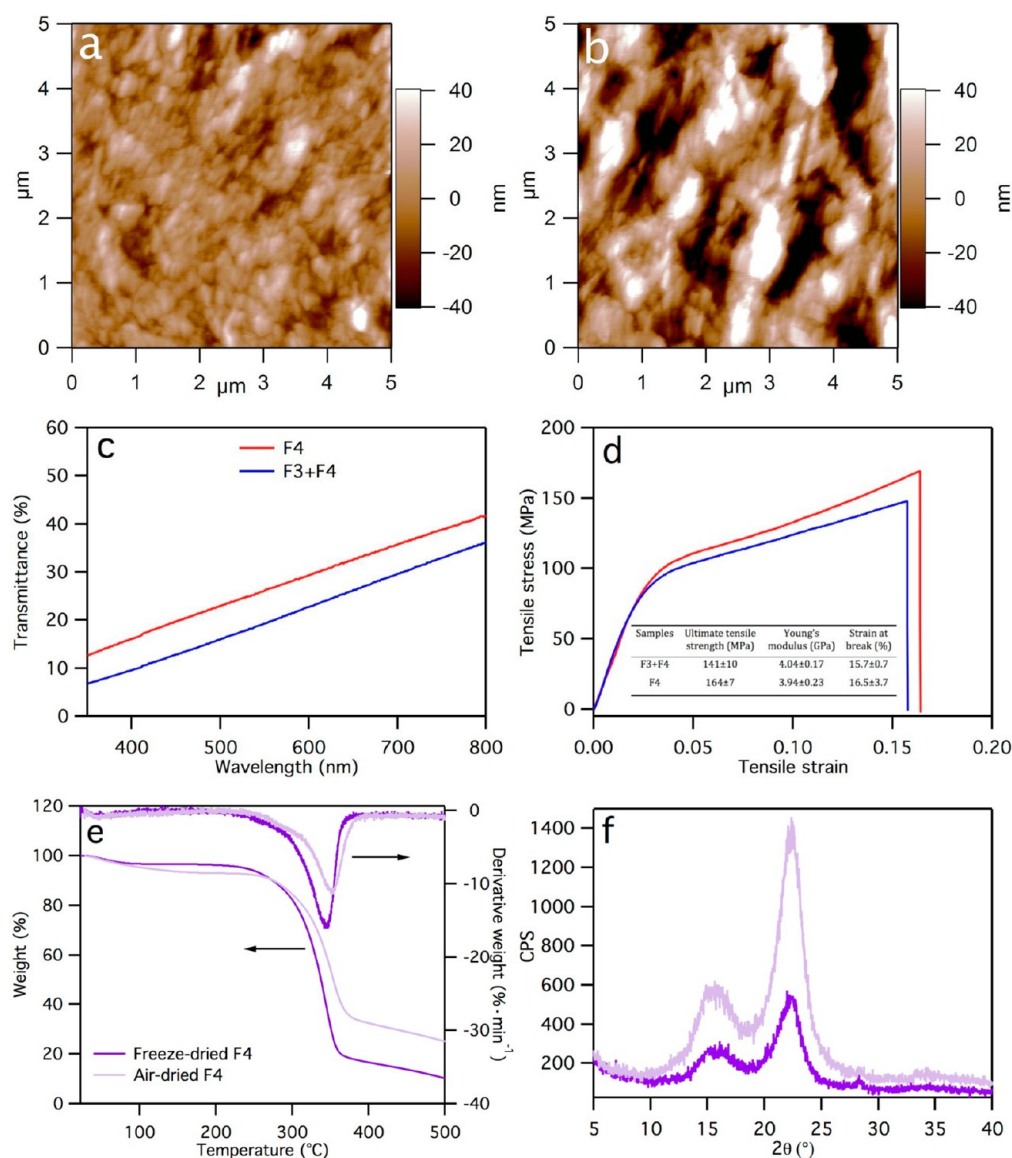 a
5
4
3
2
1
0
μm
0 1 2 3 4 5
μm
40
20
0
-20
-40
nm
b
5
4
3
2
1
0
μm
0 1 2 3 4 5
μm
40
20
0
-20
-40
nm
c
F4
F3+F4
60
50
40
30
20
10
0
Transmittance (%)
400 500 600 700 800
Wavelength (nm)
d
200
150
100
50
0
Tensile stress (MPa)
Samples Ultimate tensile strength (MPa) Young's modulus (GPa) Strain at break (%)
F3+F4 141±10 4.04±0.17 15.7±0.7
F4 164±7 3.94±0.23 16.5±3.7
0.00 0.05 0.10 0.15 0.20
Tensile strain
e
120
100
80
60
40
20
0
Weight (%)
0
-10
-20
-30
-40
Derivative weight (%·min⁻¹)
Freeze-dried F4
Air-dried F4
100 200 300 400 500
Temperature (°C)
f
1400
1200
1000
800
600
400
200
CPS
5 10 15 20 25 30 35 40
2θ (°)